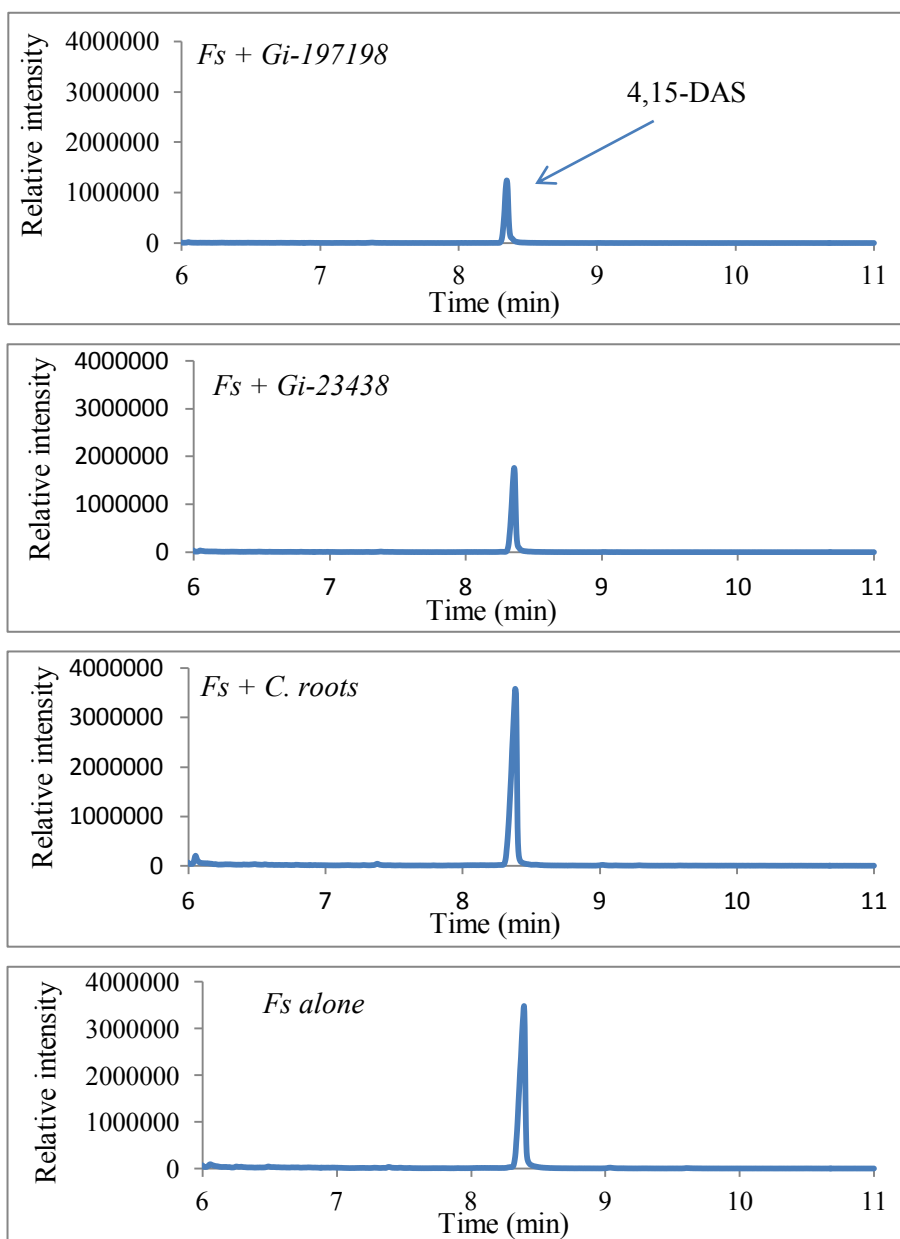 4000000
Fs + Gi-197198
3000000
4,15-DAS
2000000
1000000
0
6 7 8 9 10 11
Relative intensity
Time (min)
4000000
Fs + Gi-23438
3000000
2000000
1000000
0
6 7 8 9 10 11
Relative intensity
Time (min)
4000000
Fs + C. roots
3000000
2000000
1000000
0
6 7 8 9 10 11
Relative intensity
Time (min)
4000000
Fs alone
3000000
2000000
1000000
0
6 7 8 9 10 11
Relative intensity
Time (min)